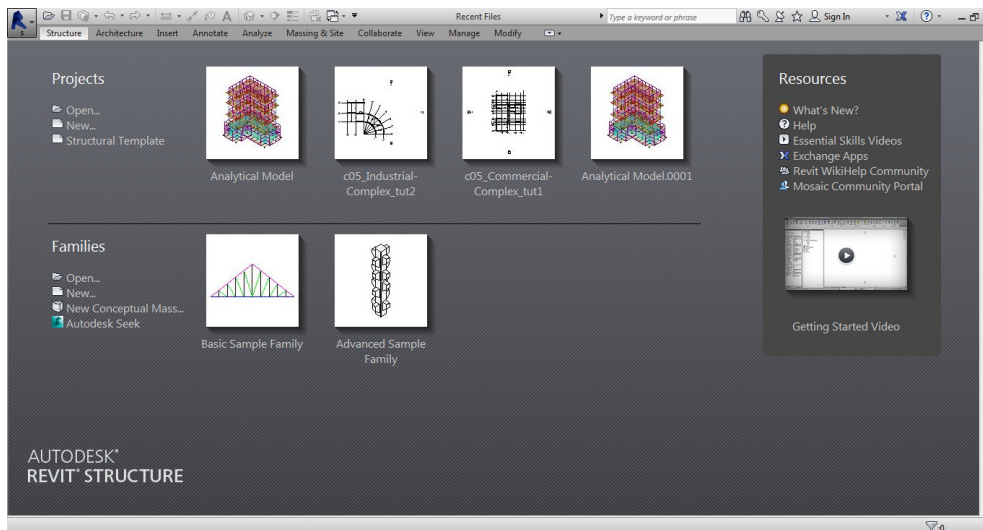 Recent Files
Type a keyword or phrase
Sign In
S
Structure Architecture Insert Annotate Analyze Massing & Site Collaborate View Manage Modify
Projects
Open...
New...
Structural Template
Analytical Model
c05_Industrial-
Complex_tut2
c05_Commercial-
Complex_tut1
Analytical Model.0001
Families
Open...
New...
New Conceptual Mass...
Autodesk Seek
Basic Sample Family
Advanced Sample
Family
Resources
What's New?
Help
Essential Skills Videos
Exchange Apps
Revit WikiHelp Community
Mosaic Community Portal
Getting Started Video
AUTODESK®
REVIT® STRUCTURE
:0